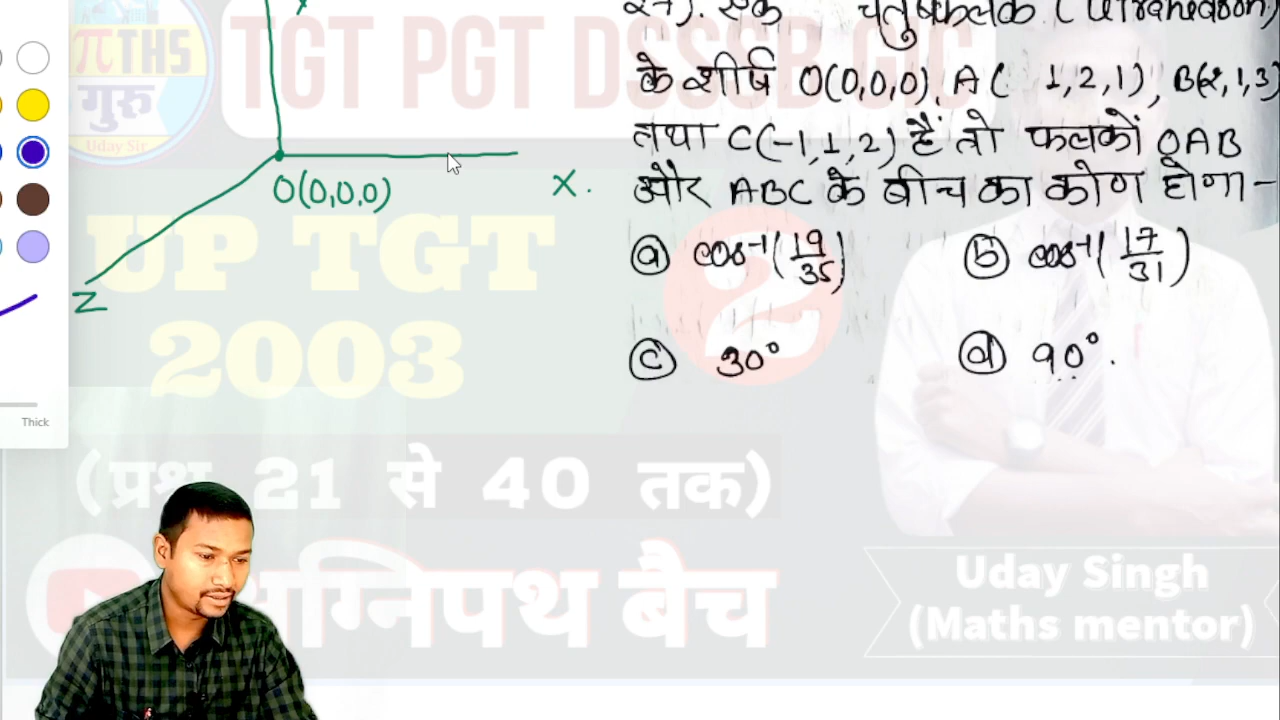 πTHS
गुरु
Uday Sir
TGT PGT DSSSB GIC
O(0,0,0)
X.
Z
27). एक चतुष्फलक (Tetrahedron)
के शीर्ष O(0,0,0), A( 1,2,1), B(2,1,3)
तथा C(-1,1,2) हैं तो फलकों OAB
और ABC के बीच का कोण होगा -
(a) cos⁻¹(19/35) (b) cos⁻¹(17/31)
(c) 30° (d) 90°.
UP TGT
2003
2
Thick
(प्रश्न 21 से 40 तक)
अग्निपथ बैच
Uday Singh
(Maths mentor)